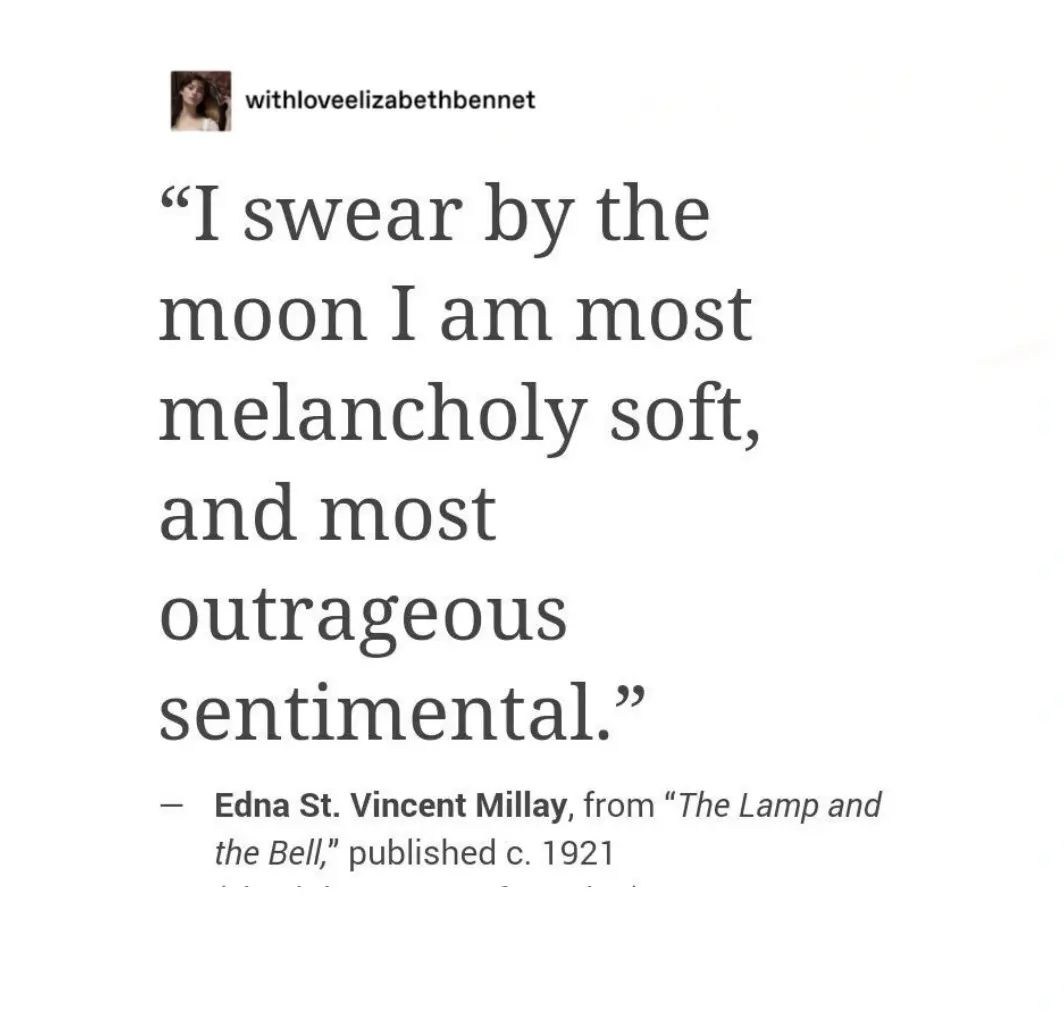 withloveelizabethbennet
“I swear by the
moon I am most
melancholy soft,
and most
outrageous
sentimental.”
— Edna St. Vincent Millay, from “The Lamp and
the Bell,” published c. 1921